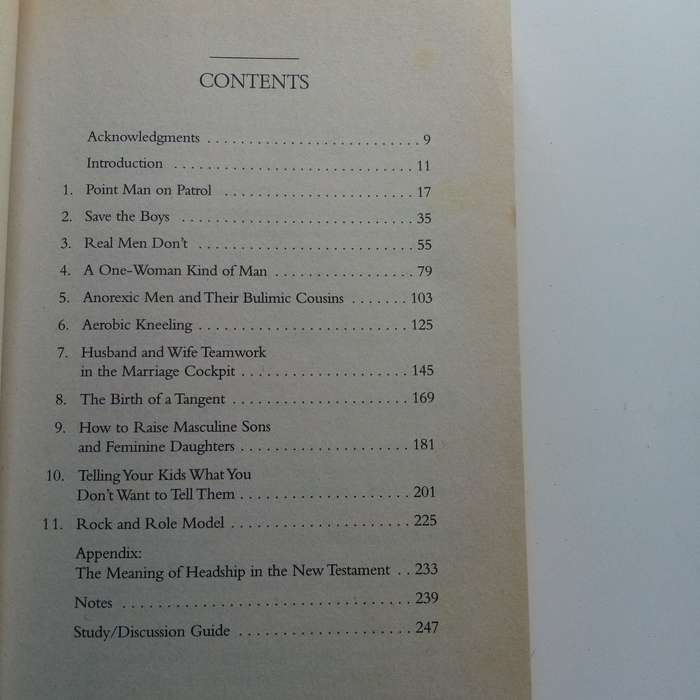 CONTENTS
Acknowledgments . . . . . . . . . . . . . . . . . . . . . . . . . . 9
Introduction . . . . . . . . . . . . . . . . . . . . . . . . . . . . . 11
1. Point Man on Patrol . . . . . . . . . . . . . . . . . . . . . . . 17
2. Save the Boys . . . . . . . . . . . . . . . . . . . . . . . . . . . . 35
3. Real Men Don't . . . . . . . . . . . . . . . . . . . . . . . . . . 55
4. A One-Woman Kind of Man . . . . . . . . . . . . . . . . . 79
5. Anorexic Men and Their Bulimic Cousins . . . . . . . 103
6. Aerobic Kneeling . . . . . . . . . . . . . . . . . . . . . . . . . . 125
7. Husband and Wife Teamwork
in the Marriage Cockpit . . . . . . . . . . . . . . . . . . . . . 145
8. The Birth of a Tangent . . . . . . . . . . . . . . . . . . . . . . 169
9. How to Raise Masculine Sons
and Feminine Daughters . . . . . . . . . . . . . . . . . . . . . 181
10. Telling Your Kids What You
Don't Want to Tell Them . . . . . . . . . . . . . . . . . . . . . 201
11. Rock and Role Model . . . . . . . . . . . . . . . . . . . . . . 225
Appendix:
The Meaning of Headship in the New Testament . . 233
Notes . . . . . . . . . . . . . . . . . . . . . . . . . . . . . . . . . . . 239
Study/Discussion Guide . . . . . . . . . . . . . . . . . . . . . 247